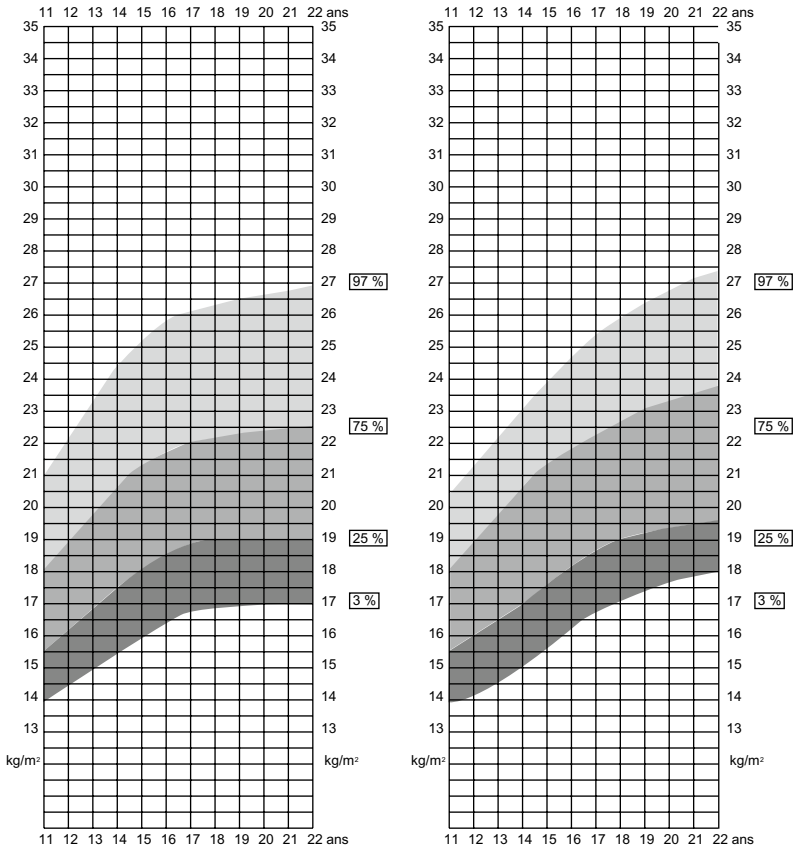 11 12 13 14 15 16 17 18 19 20 21 22 ans 11 12 13 14 15 16 17 18 19 20 21 22 ans
35 35 35 35
34 34 34 34
33 33 33 33
32 32 32 32
31 31 31 31
30 30 30 30
29 29 29 29
28 28 28 28
27 27 97 % 27 27 97 %
26 26 26 26
25 25 25 25
24 24 24 24
23 23 23 23
22 22 75 % 22 22 75 %
21 21 21 21
20 20 20 20
19 19 25 % 19 19 25 %
18 18 18 18
17 17 3 % 17 17 3 %
16 16 16 16
15 15 15 15
14 14 14 14
13 13 13 13
kg/m² kg/m² kg/m² kg/m²
11 12 13 14 15 16 17 18 19 20 21 22 ans 11 12 13 14 15 16 17 18 19 20 21 22 ans